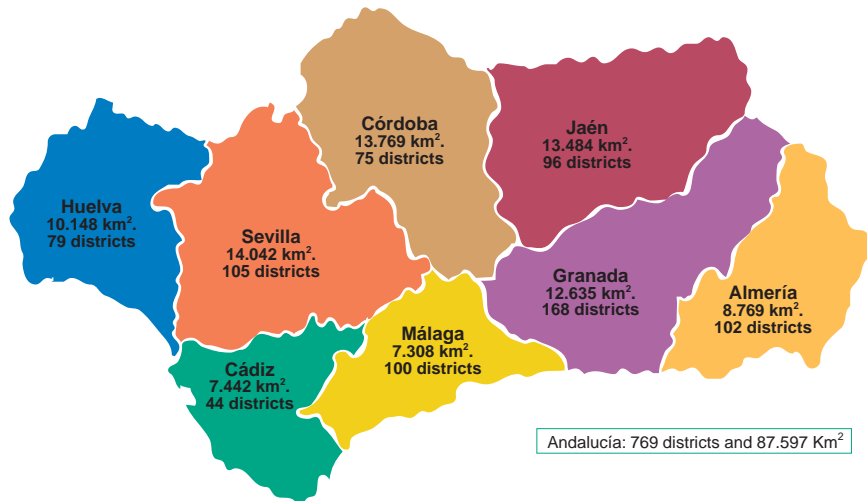 Córdoba
13.769 km².
75 districts
Jaén
13.484 km².
96 districts
Huelva
10.148 km².
79 districts
Sevilla
14.042 km².
105 districts
Granada
12.635 km².
168 districts
Almería
8.769 km².
102 districts
Málaga
7.308 km².
100 districts
Cádiz
7.442 km².
44 districts
Andalucía: 769 districts and 87.597 Km²